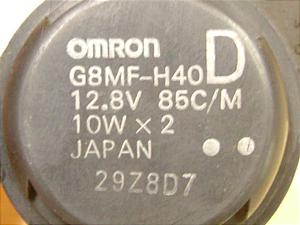 omron
G8MF-H40 D
12.8V 85C/M
10W × 2
JAPAN
29Z8D7